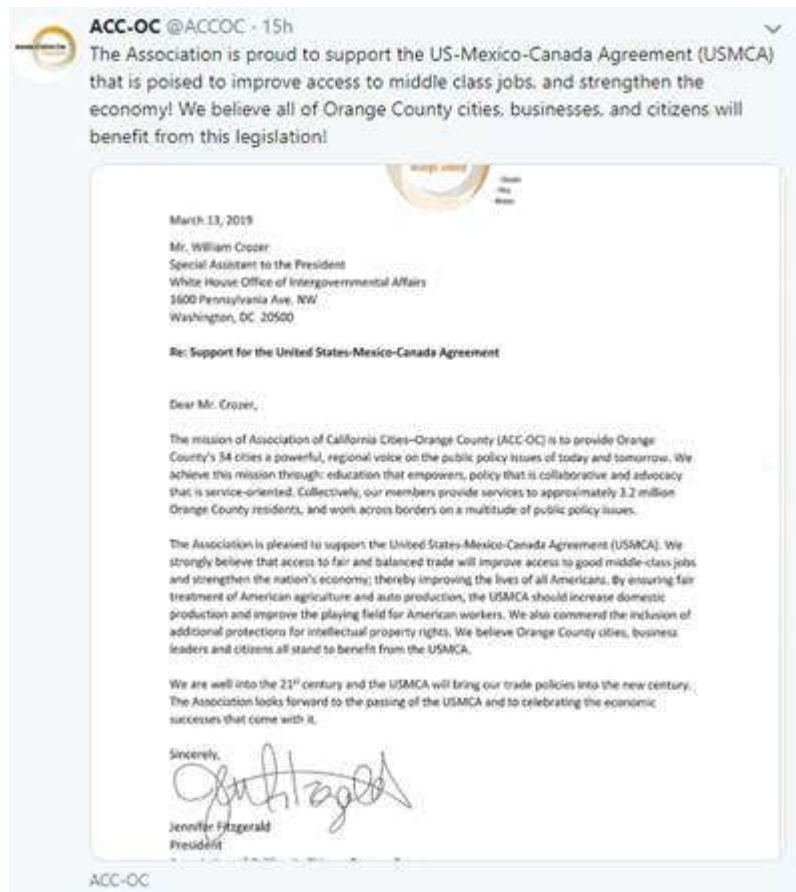 ACC-OC @ACCOC · 15h
The Association is proud to support the US-Mexico-Canada Agreement (USMCA)
that is poised to improve access to middle class jobs, and strengthen the
economy! We believe all of Orange County cities, businesses, and citizens will
benefit from this legislation!
March 13, 2019
Mr. William Crozer
Special Assistant to the President
White House Office of Intergovernmental Affairs
1600 Pennsylvania Ave. NW
Washington, DC 20500
Re: Support for the United States-Mexico-Canada Agreement
Dear Mr. Crozer,
The mission of Association of California Cities–Orange County (ACC-OC) is to provide Orange
County's 34 cities a powerful, regional voice on the public policy issues of today and tomorrow. We
achieve this mission through: education that empowers, policy that is collaborative and advocacy
that is service-oriented. Collectively, our members provide services to approximately 3.2 million
Orange County residents, and work across borders on a multitude of public policy issues.
The Association is pleased to support the United States-Mexico-Canada Agreement (USMCA). We
strongly believe that access to fair and balanced trade will improve access to good middle-class jobs
and strengthen the nation's economy; thereby improving the lives of all Americans. By ensuring fair
treatment of American agriculture and auto production, the USMCA should increase domestic
production and improve the playing field for American workers. We also commend the inclusion of
additional protections for intellectual property rights. We believe Orange County cities, business
leaders and citizens all stand to benefit from the USMCA.
We are well into the 21st century and the USMCA will bring our trade policies into the new century.
The Association looks forward to the passing of the USMCA and to celebrating the economic
successes that come with it.
Sincerely,
Jennifer Fitzgerald
President
ACC-OC